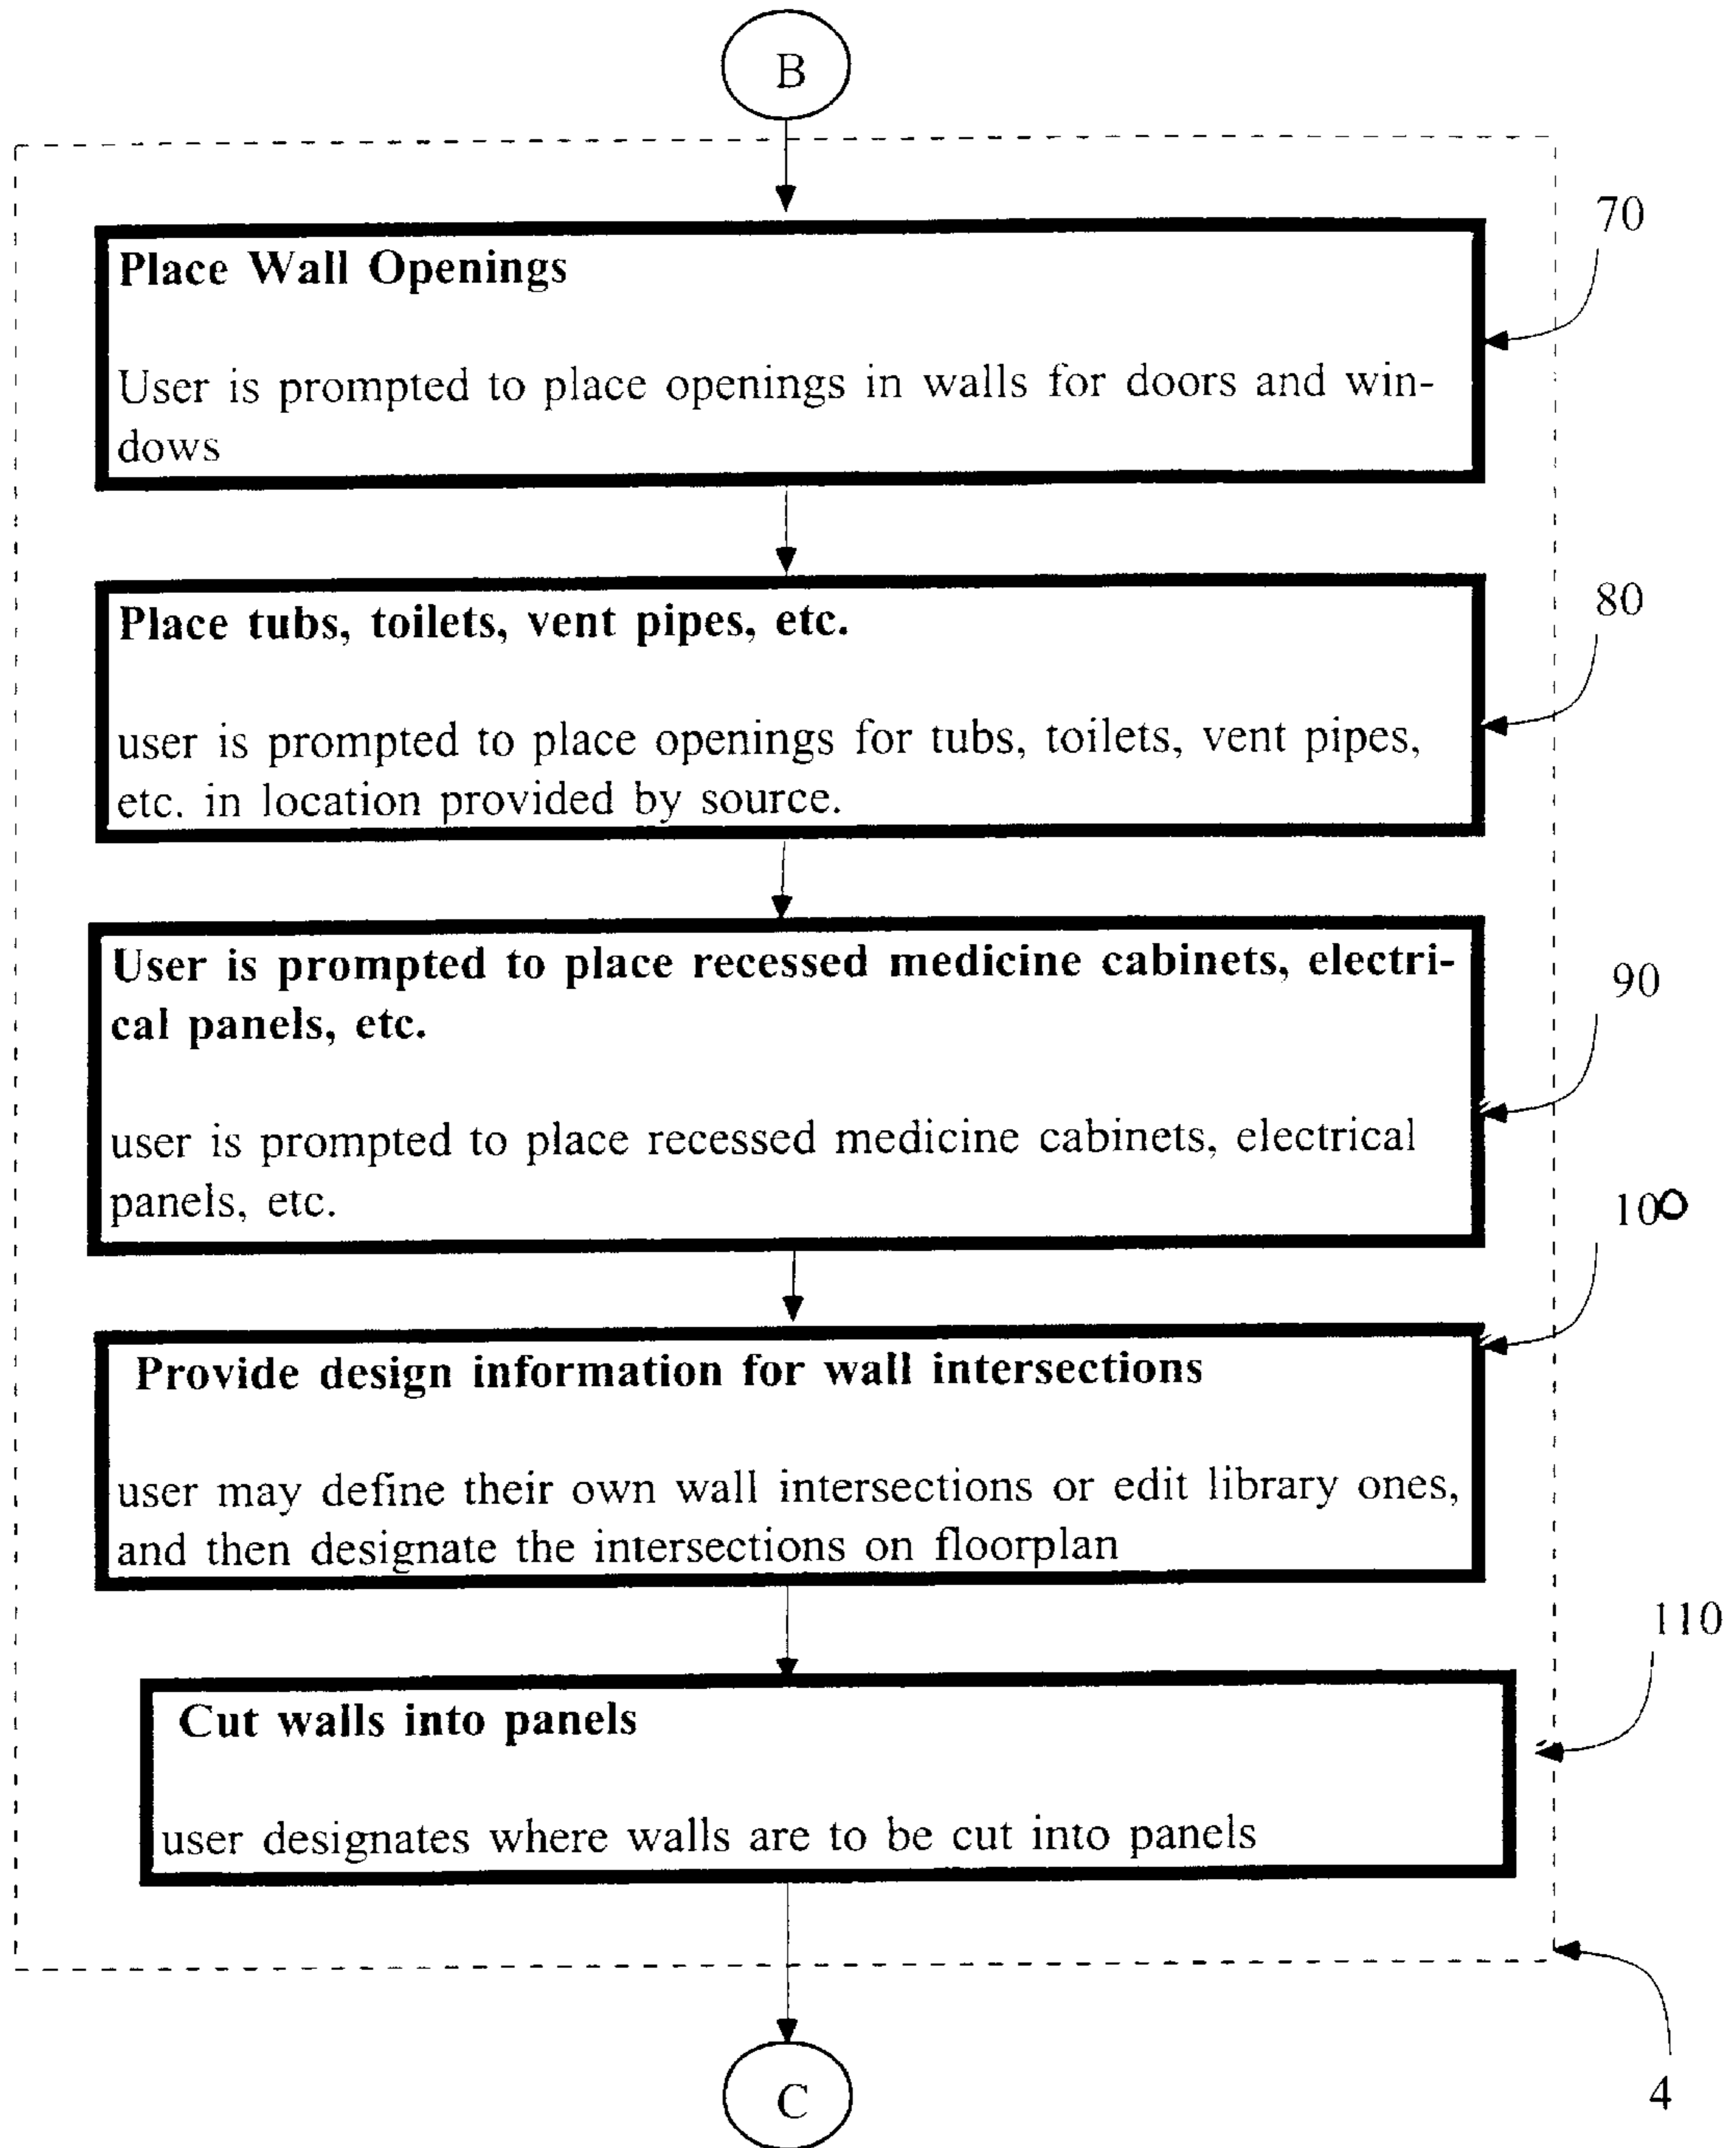 B
70
Place Wall Openings
User is prompted to place openings in walls for doors and win-
dows
80
Place tubs, toilets, vent pipes, etc.
user is prompted to place openings for tubs, toilets, vent pipes,
etc. in location provided by source.
90
User is prompted to place recessed medicine cabinets, electri-
cal panels, etc.
user is prompted to place recessed medicine cabinets, electrical
panels, etc.
100
Provide design information for wall intersections
user may define their own wall intersections or edit library ones,
and then designate the intersections on floorplan
110
Cut walls into panels
user designates where walls are to be cut into panels
4
C